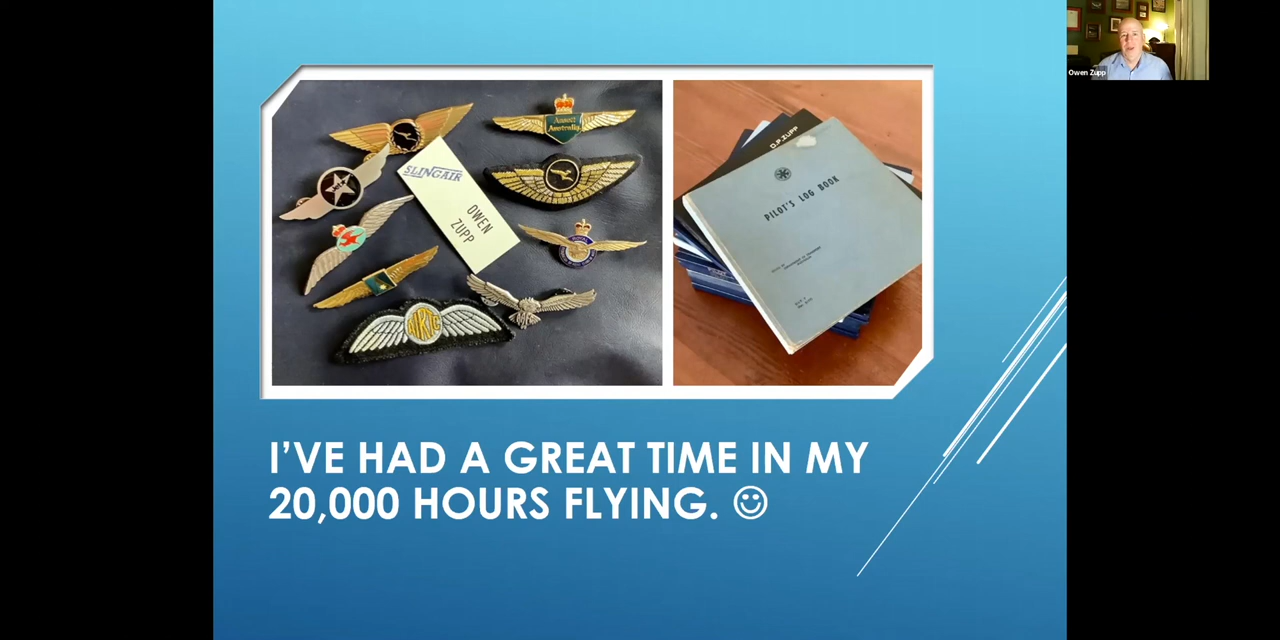 Owen Zupp
Ansett
Australia
SLINGAIR
OWEN
ZUPP
AIRTC
O.P.ZUPP
PILOT'S LOG BOOK
I'VE HAD A GREAT TIME IN MY
20,000 HOURS FLYING. ☺